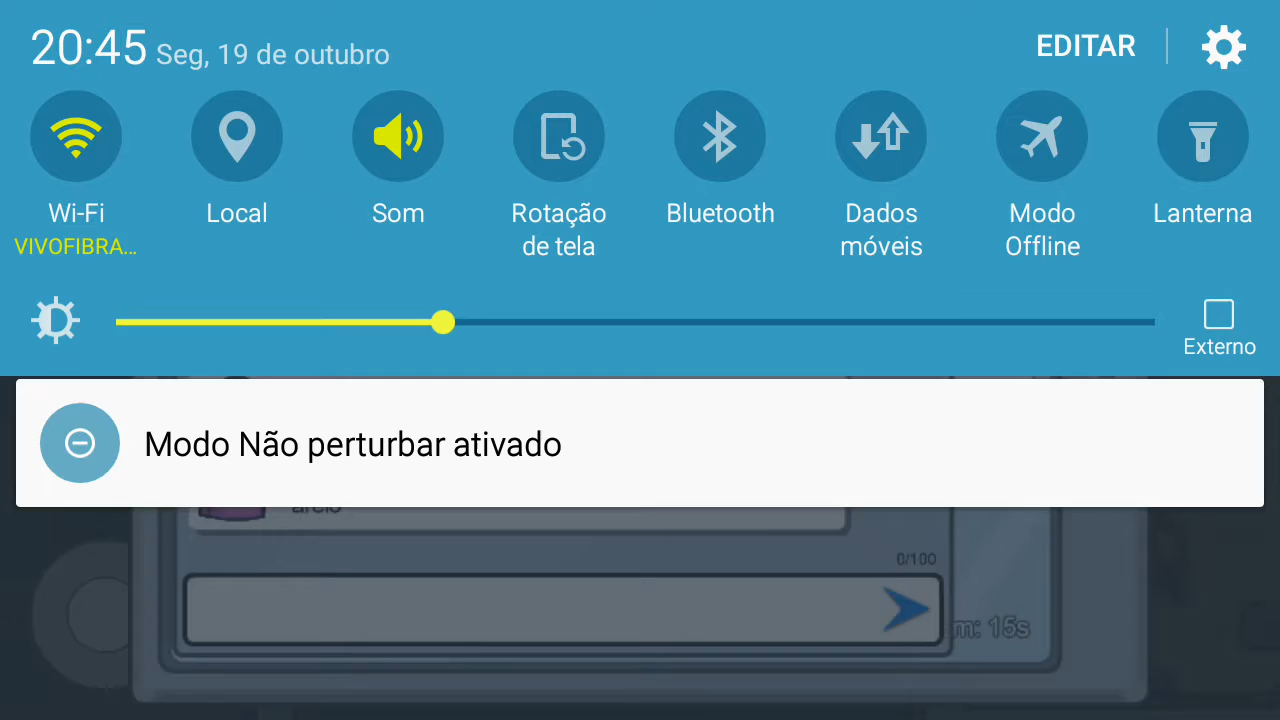 20:45 Seg, 19 de outubro
EDITAR
Wi-Fi
VIVOFIBRA...
Local
Som
Rotação
de tela
Bluetooth
Dados
móveis
Modo
Offline
Lanterna
Externo
Modo Não perturbar ativado
0/100
m: 15s